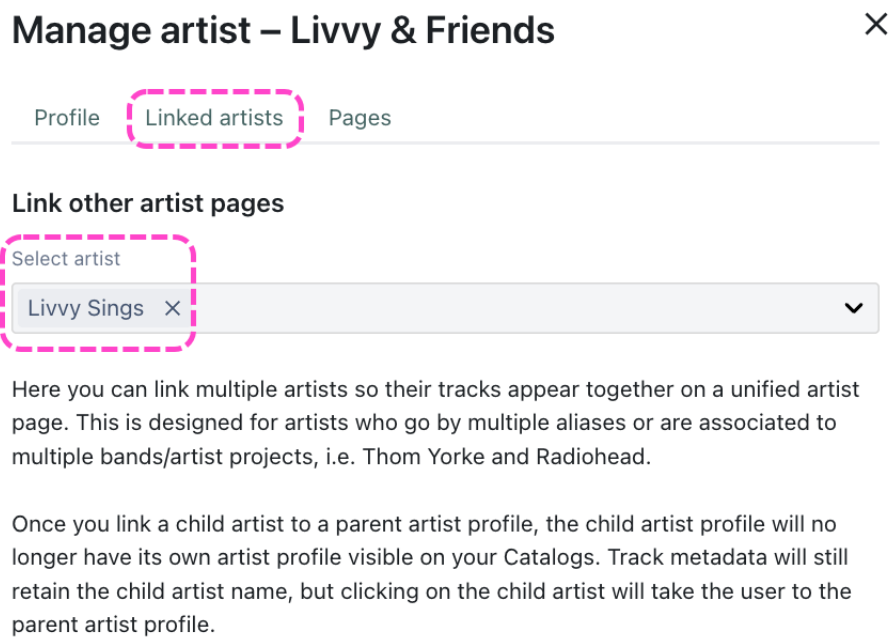 Manage artist – Livvy & Friends
Profile
Linked artists
Pages
Link other artist pages
Select artist
Livvy Sings
Here you can link multiple artists so their tracks appear together on a unified artist
page. This is designed for artists who go by multiple aliases or are associated to
multiple bands/artist projects, i.e. Thom Yorke and Radiohead.
Once you link a child artist to a parent artist profile, the child artist profile will no
longer have its own artist profile visible on your Catalogs. Track metadata will still
retain the child artist name, but clicking on the child artist will take the user to the
parent artist profile.